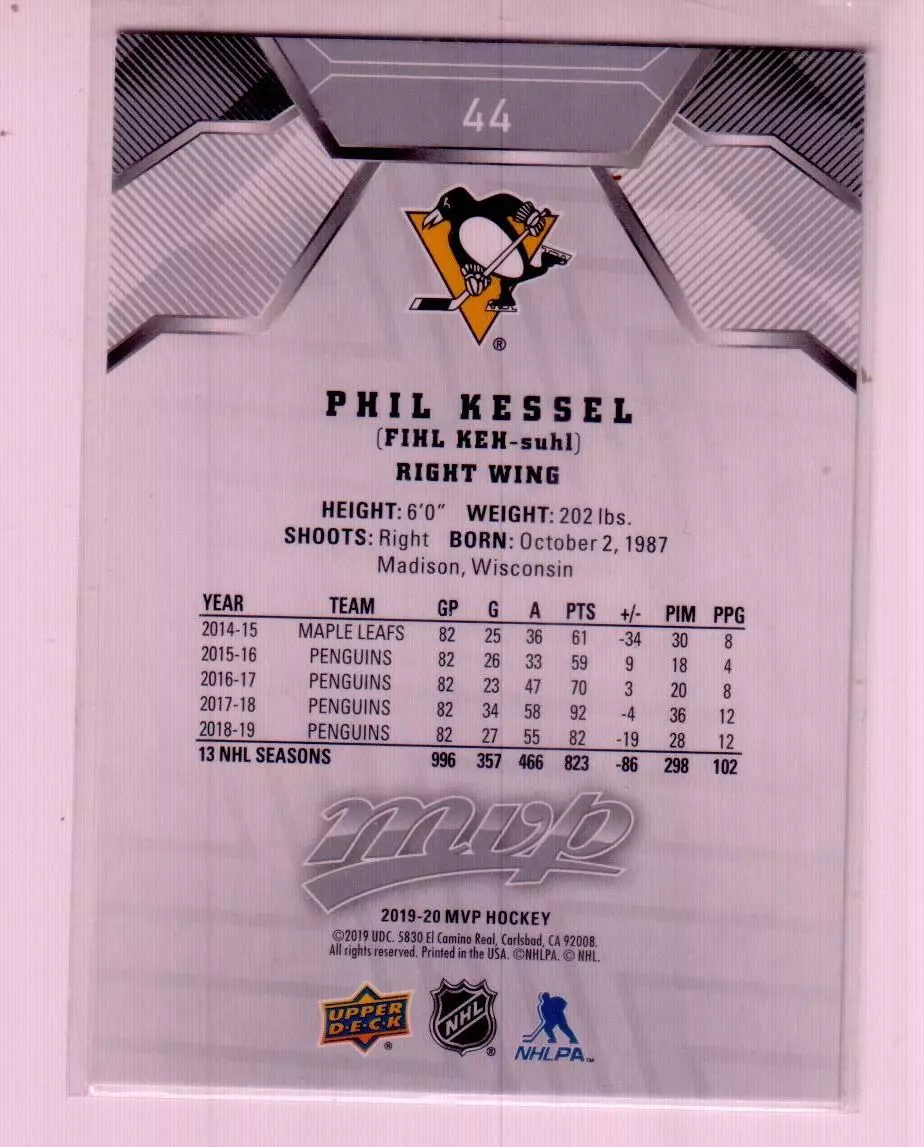 44
®
PHIL KESSEL
(FIHL KEH-suhl)
RIGHT WING
HEIGHT: 6'0" WEIGHT: 202 lbs.
SHOOTS: Right BORN: October 2, 1987
Madison, Wisconsin
YEAR TEAM GP G A PTS +/- PIM PPG
2014-15 MAPLE LEAFS 82 25 36 61 -34 30 8
2015-16 PENGUINS 82 26 33 59 9 18 4
2016-17 PENGUINS 82 23 47 70 3 20 8
2017-18 PENGUINS 82 34 58 92 -4 36 12
2018-19 PENGUINS 82 27 55 82 -19 28 12
13 NHL SEASONS 996 357 466 823 -86 298 102
mvp
2019-20 MVP HOCKEY
©2019 UDC. 5830 El Camino Real, Carlsbad, CA 92008.
All rights reserved. Printed in the USA. ©NHLPA. © NHL.
UPPER
D·E·C·K ®
NHL ®
NHLPA™